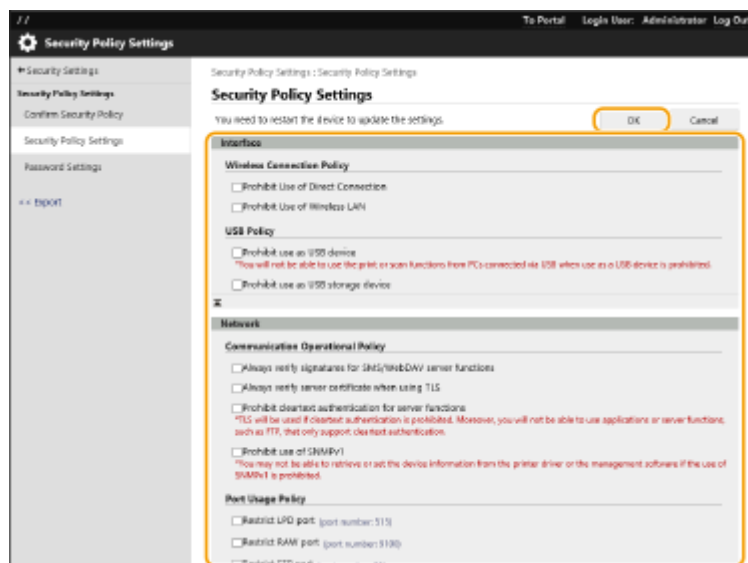 //
To Portal Login User: Administrator Log Out
Security Policy Settings
Security Settings
Security Policy Settings : Security Policy Settings
Security Policy Settings
Security Policy Settings
Confirm Security Policy
You need to restart the device to update the settings.
OK Cancel
Security Policy Settings
Interface
Password Settings
Wireless Connection Policy
Prohibit Use of Direct Connection
Prohibit Use of Wireless LAN
<< Export
USB Policy
Prohibit use as USB device
*You will not be able to use the print or scan functions from PCs connected via USB when use as a USB device is prohibited.
Prohibit use as USB storage device
Network
Communication Operational Policy
Always verify signatures for SMS/WebDAV server functions
Always verify server certificate when using TLS
Prohibit cleartext authentication for server functions
*TLS will be used if cleartext authentication is prohibited. Moreover, you will not be able to use applications or server functions,
such as FTP, that only support cleartext authentication.
Prohibit use of SNMPv1
*You may not be able to retrieve or set the device information from the printer driver or the management software if the use of
SNMPv1 is prohibited.
Port Usage Policy
Restrict LPD port (port number: 515)
Restrict RAW port (port number: 9100)